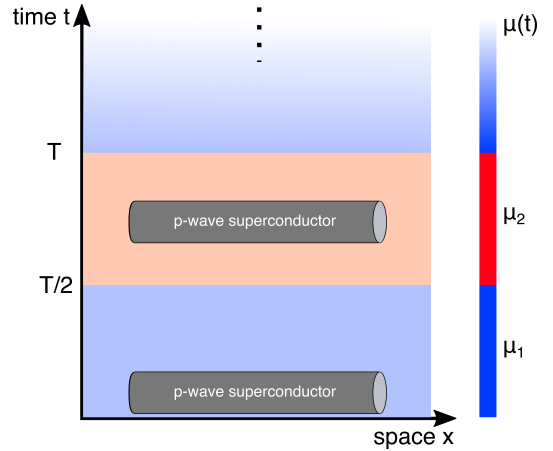 time t
μ(t)
T
p-wave superconductor
μ2
T/2
μ1
p-wave superconductor
space x